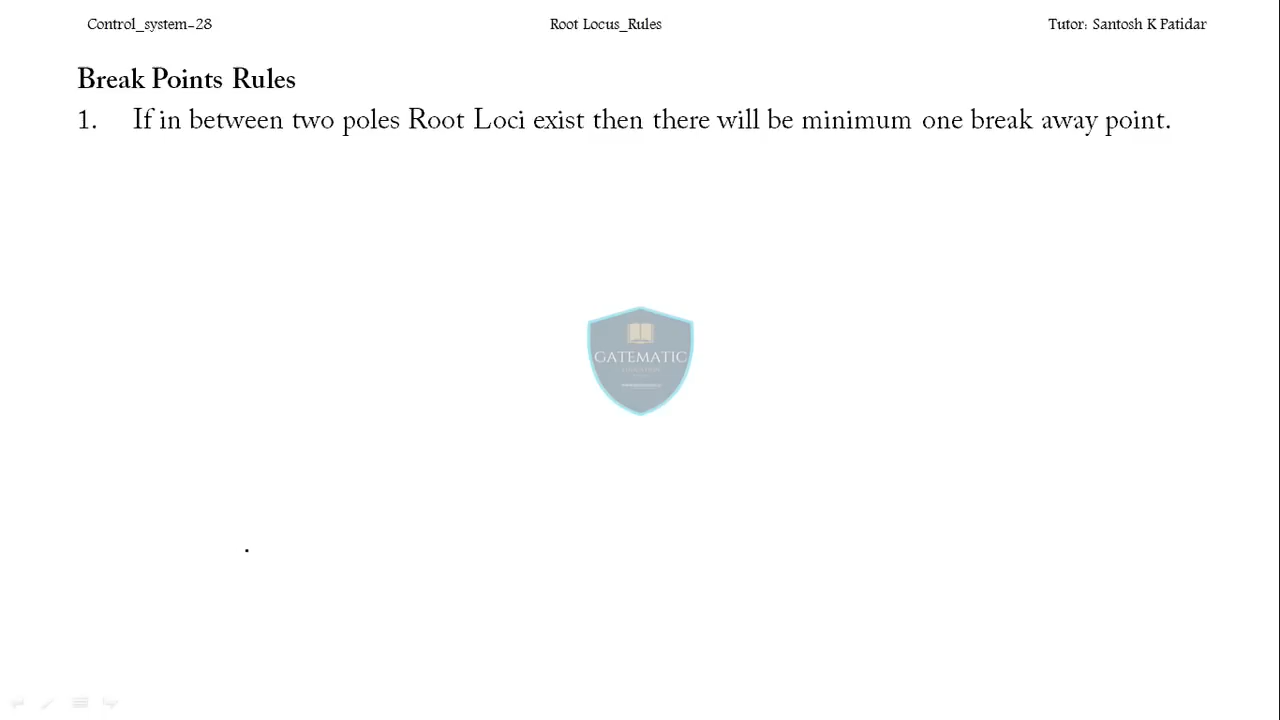 Control_system-28 Root Locus_Rules Tutor: Santosh K Patidar
Break Points Rules
1. If in between two poles Root Loci exist then there will be minimum one break away point.
GATEMATIC